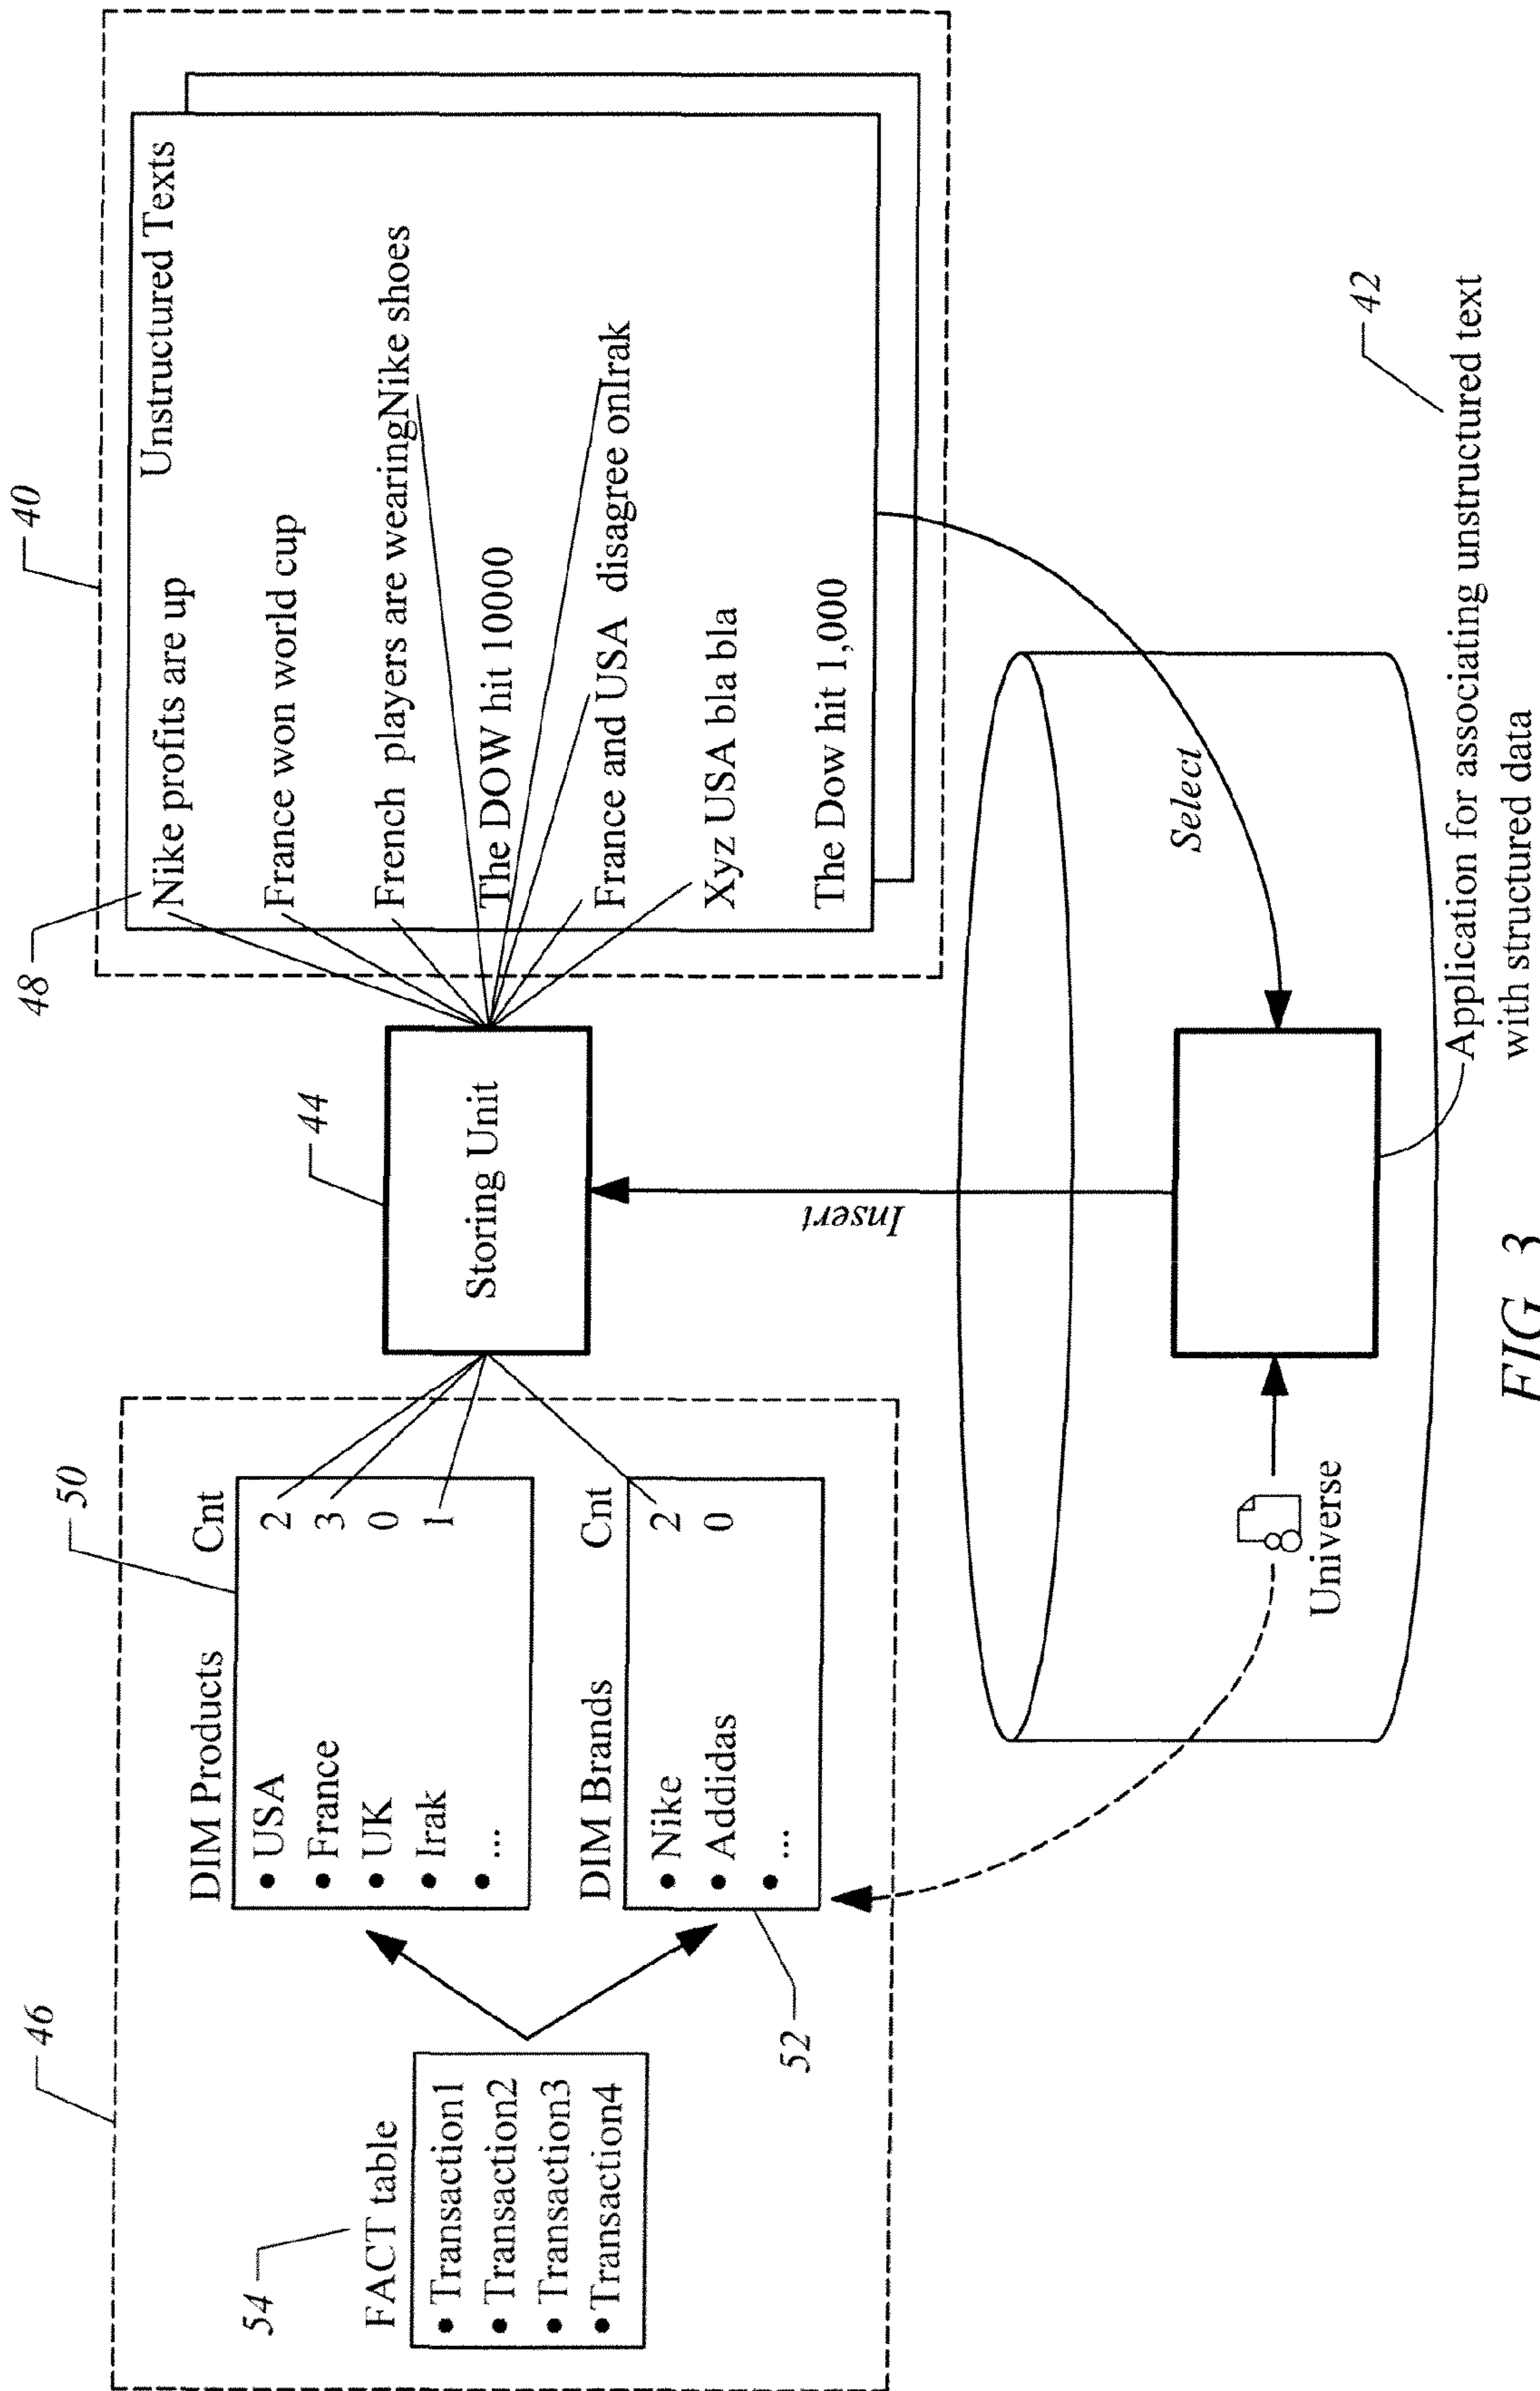 46
54
FACT table
• Transaction1
• Transaction2
• Transaction3
• Transaction4
50
DIM Products Cnt
• USA 2
• France 3
• UK 0
• Irak 1
• ...
DIM Brands Cnt
• Nike 2
• Addidas 0
• ...
52
44
Storing Unit
Insert
48
40
Unstructured Texts
Nike profits are up
France won world cup
French players are wearingNike shoes
The DOW hit 10000
France and USA disagree onIrak
Xyz USA bla bla
The Dow hit 1,000
Select
Universe
42
Application for associating unstructured text
with structured data
FIG. 3